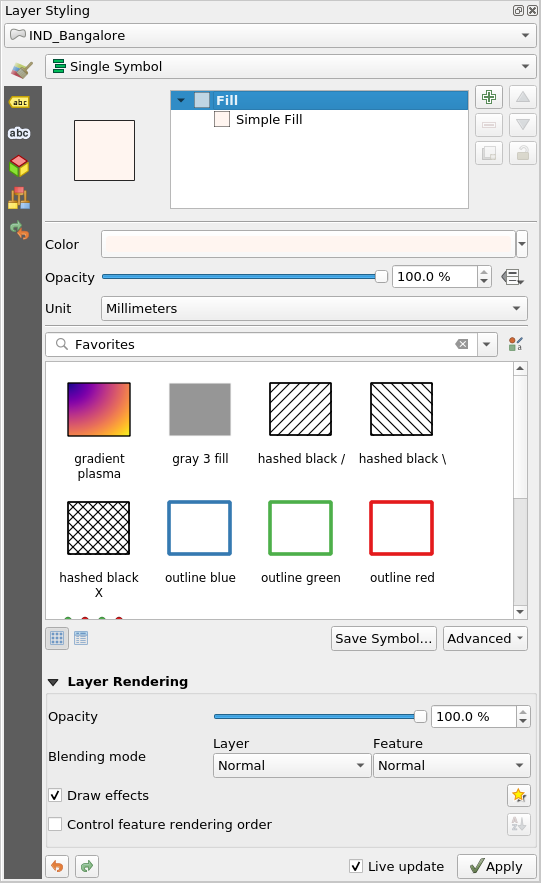 Layer Styling
IND_Bangalore
Single Symbol
abc
abc
Fill
Simple Fill
Color
Opacity 100.0 %
Unit Millimeters
Favorites
a
gradient
plasma
gray 3 fill
hashed black /
hashed black \
hashed black
X
outline blue
outline green
outline red
Save Symbol...
Advanced
Layer Rendering
Opacity 100.0 %
Layer Feature
Blending mode Normal Normal
Draw effects
Control feature rendering order
Live update
Apply